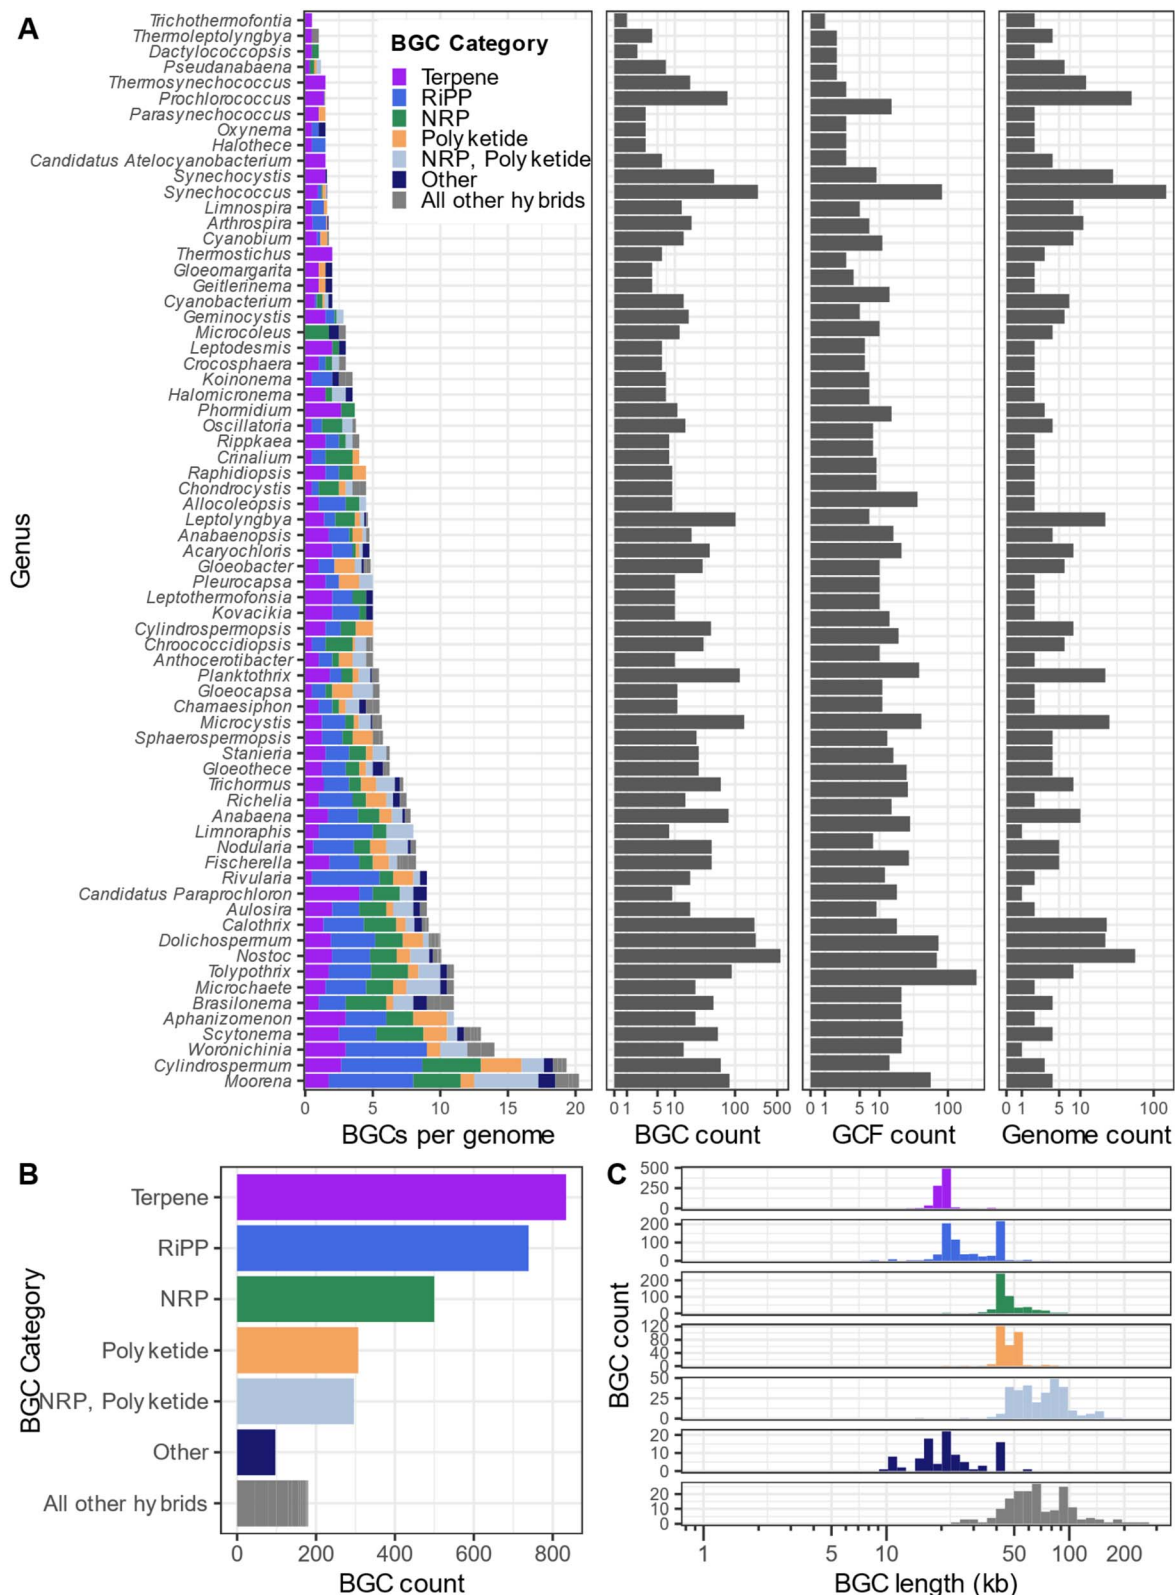 A
BGC Category
Terpene
RiPP
NRP
Polyketide
NRP, Polyketide
Other
All other hybrids
Genus
Trichothermofontia
Thermoleptolyngbya
Dactylococcopsis
Pseudanabaena
Thermosynechococcus
Prochlorococcus
Parasynechococcus
Oxynema
Halothece
Candidatus Atelocyanobacterium
Synechocystis
Synechococcus
Limnospira
Arthrospira
Cyanobium
Thermostichus
Gloeomargarita
Geitlerinema
Cyanobacterium
Geminocystis
Microcoleus
Leptodesmis
Crocosphaera
Koinonema
Halomicronema
Phormidium
Oscillatoria
Rippkaea
Crinalium
Raphidiopsis
Chondrocystis
Allocoleopsis
Leptolyngbya
Anabaenopsis
Acaryochloris
Gloeobacter
Pleurocapsa
Leptothermofonsia
Kovacikia
Cylindrospermopsis
Chroococcidiopsis
Anthocerotibacter
Planktothrix
Gloeocapsa
Chamaesiphon
Microcystis
Sphaerospermopsis
Stanieria
Gloeothece
Trichormus
Richelia
Anabaena
Limnoraphis
Nodularia
Fischerella
Rivularia
Candidatus Paraprochloron
Aulosira
Calothrix
Dolichospermum
Nostoc
Tolypothrix
Microchaete
Brasilonema
Aphanizomenon
Scytonema
Woronichinia
Cylindrospermum
Moorena
0 5 10 15 20
BGCs per genome
0 1 5 10 100 500
BGC count
0 1 5 10 100
GCF count
0 1 5 10 100
Genome count
B
BGC Category
Terpene
RiPP
NRP
Polyketide
NRP, Polyketide
Other
All other hybrids
0 200 400 600 800
BGC count
C
BGC count
500
250
0
200
100
0
200
100
0
120
80
40
0
50
25
0
20
10
0
20
10
0
1 5 10 50 100 200
BGC length (kb)